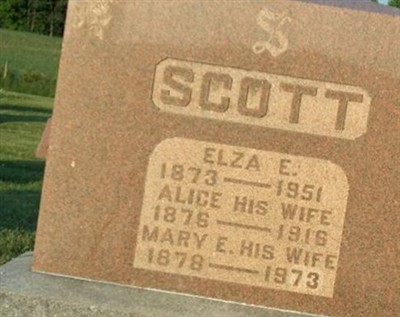 S
SCOTT
ELZA E.
1873 — 1951
ALICE HIS WIFE
1876 — 1916
MARY E. HIS WIFE
1878 — 1973